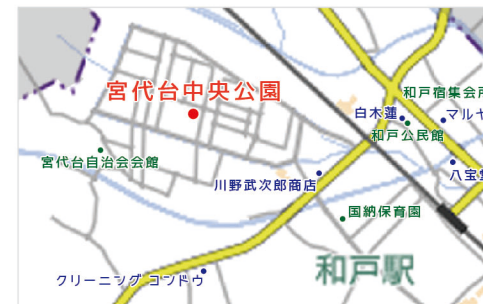 和戸宿集会所
宮代台中央公園
白木蓮
マルヤ
和戸公民館
宮代台自治会会館
八宝
川野武次郎商店
国納保育園
和戸駅
クリーニング コンドウ